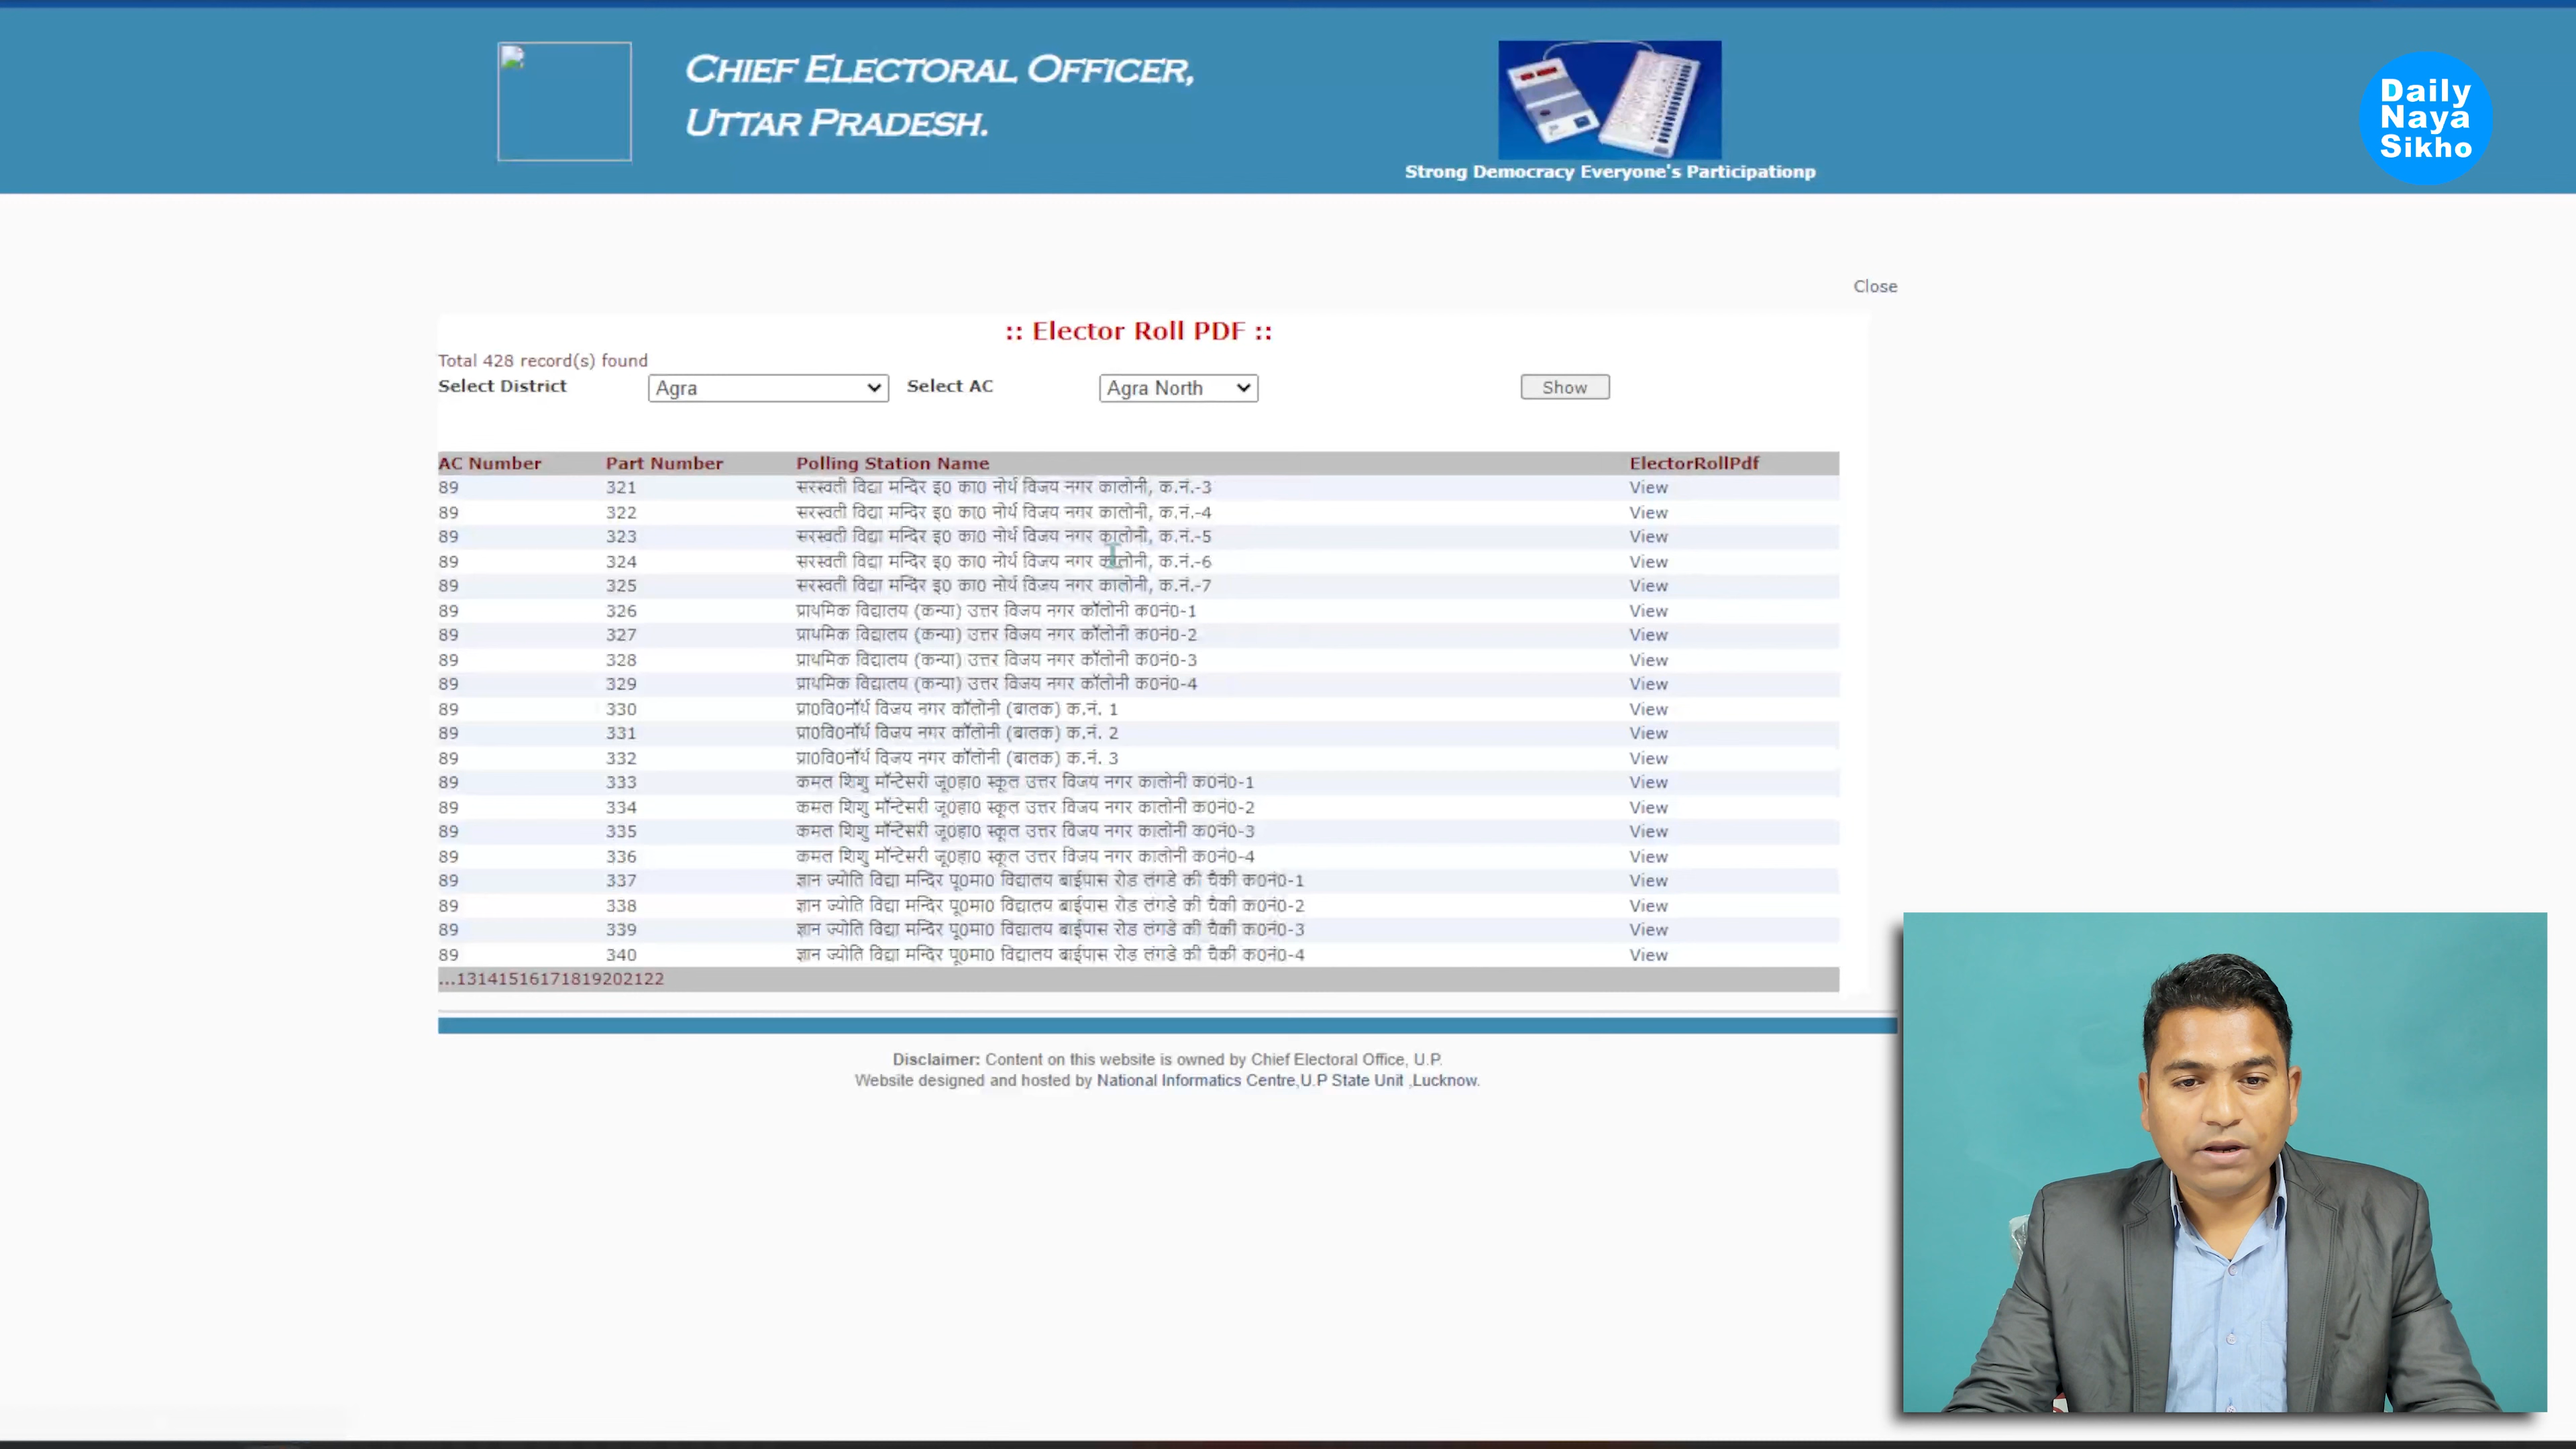 CHIEF ELECTORAL OFFICER,
UTTAR PRADESH.
Strong Democracy Everyone's Participationp
Daily
Naya
Sikho
Close
:: Elector Roll PDF ::
Total 428 record(s) found
Select District Agra Select AC Agra North Show
AC Number Part Number Polling Station Name ElectorRollPdf
89 321 सरस्वती विद्या मन्दिर इ0 का0 नोर्थ विजय नगर कालोनी, क.नं.-3 View
89 322 सरस्वती विद्या मन्दिर इ0 का0 नोर्थ विजय नगर कालोनी, क.नं.-4 View
89 323 सरस्वती विद्या मन्दिर इ0 का0 नोर्थ विजय नगर कालोनी, क.नं.-5 View
89 324 सरस्वती विद्या मन्दिर इ0 का0 नोर्थ विजय नगर कालोनी, क.नं.-6 View
89 325 सरस्वती विद्या मन्दिर इ0 का0 नोर्थ विजय नगर कालोनी, क.नं.-7 View
89 326 प्राथमिक विद्यालय (कन्या) उत्तर विजय नगर कॉलोनी क0नं0-1 View
89 327 प्राथमिक विद्यालय (कन्या) उत्तर विजय नगर कॉलोनी क0नं0-2 View
89 328 प्राथमिक विद्यालय (कन्या) उत्तर विजय नगर कॉलोनी क0नं0-3 View
89 329 प्राथमिक विद्यालय (कन्या) उत्तर विजय नगर कॉलोनी क0नं0-4 View
89 330 प्रा0वि0नॉर्थ विजय नगर कॉलोनी (बालक) क.नं. 1 View
89 331 प्रा0वि0नॉर्थ विजय नगर कॉलोनी (बालक) क.नं. 2 View
89 332 प्रा0वि0नॉर्थ विजय नगर कॉलोनी (बालक) क.नं. 3 View
89 333 कमल शिशु मॉन्टेसरी जू0हा0 स्कूल उत्तर विजय नगर कालोनी क0नं0-1 View
89 334 कमल शिशु मॉन्टेसरी जू0हा0 स्कूल उत्तर विजय नगर कालोनी क0नं0-2 View
89 335 कमल शिशु मॉन्टेसरी जू0हा0 स्कूल उत्तर विजय नगर कालोनी क0नं0-3 View
89 336 कमल शिशु मॉन्टेसरी जू0हा0 स्कूल उत्तर विजय नगर कालोनी क0नं0-4 View
89 337 ज्ञान ज्योति विद्या मन्दिर पू0मा0 विद्यालय बाईपास रोड लंगडे की चैकी क0नं0-1 View
89 338 ज्ञान ज्योति विद्या मन्दिर पू0मा0 विद्यालय बाईपास रोड लंगडे की चैकी क0नं0-2 View
89 339 ज्ञान ज्योति विद्या मन्दिर पू0मा0 विद्यालय बाईपास रोड लंगडे की चैकी क0नं0-3 View
89 340 ज्ञान ज्योति विद्या मन्दिर पू0मा0 विद्यालय बाईपास रोड लंगडे की चैकी क0नं0-4 View
...13141516171819202122
Disclaimer: Content on this website is owned by Chief Electoral Office, U.P.
Website designed and hosted by National Informatics Centre,U.P State Unit ,Lucknow.